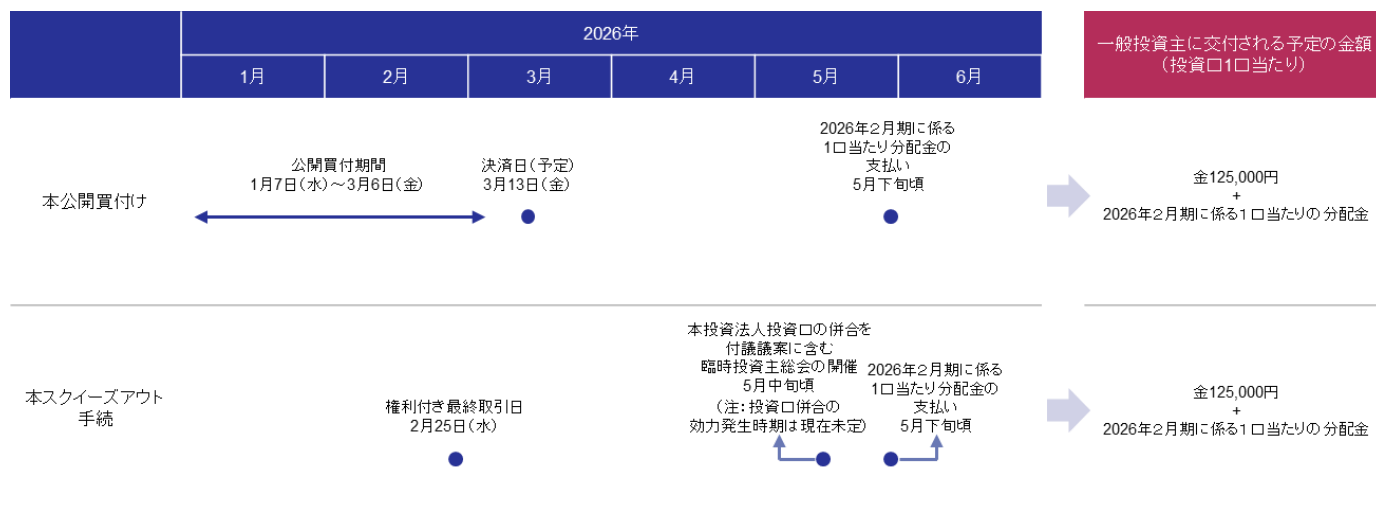 2026年
1月
2月
3月
4月
5月
6月
一般投資主に交付される予定の金額
(投資口1口当たり)
本公開買付け
公開買付期間
1月7日(水)～3月6日(金)
決済日(予定)
3月13日(金)
2026年2月期に係る
1口当たり分配金の
支払い
5月下旬頃
金125,000円
+
2026年2月期に係る1口当たりの分配金
本スクイーズアウト
手続
権利付き最終取引日
2月25日(水)
本投資法人投資口の併合を
付議議案に含む
臨時投資主総会の開催
5月中旬頃
(注:投資口併合の
効力発生時期は現在未定)
2026年2月期に係る
1口当たり分配金の
支払い
5月下旬頃
金125,000円
+
2026年2月期に係る1口当たりの分配金